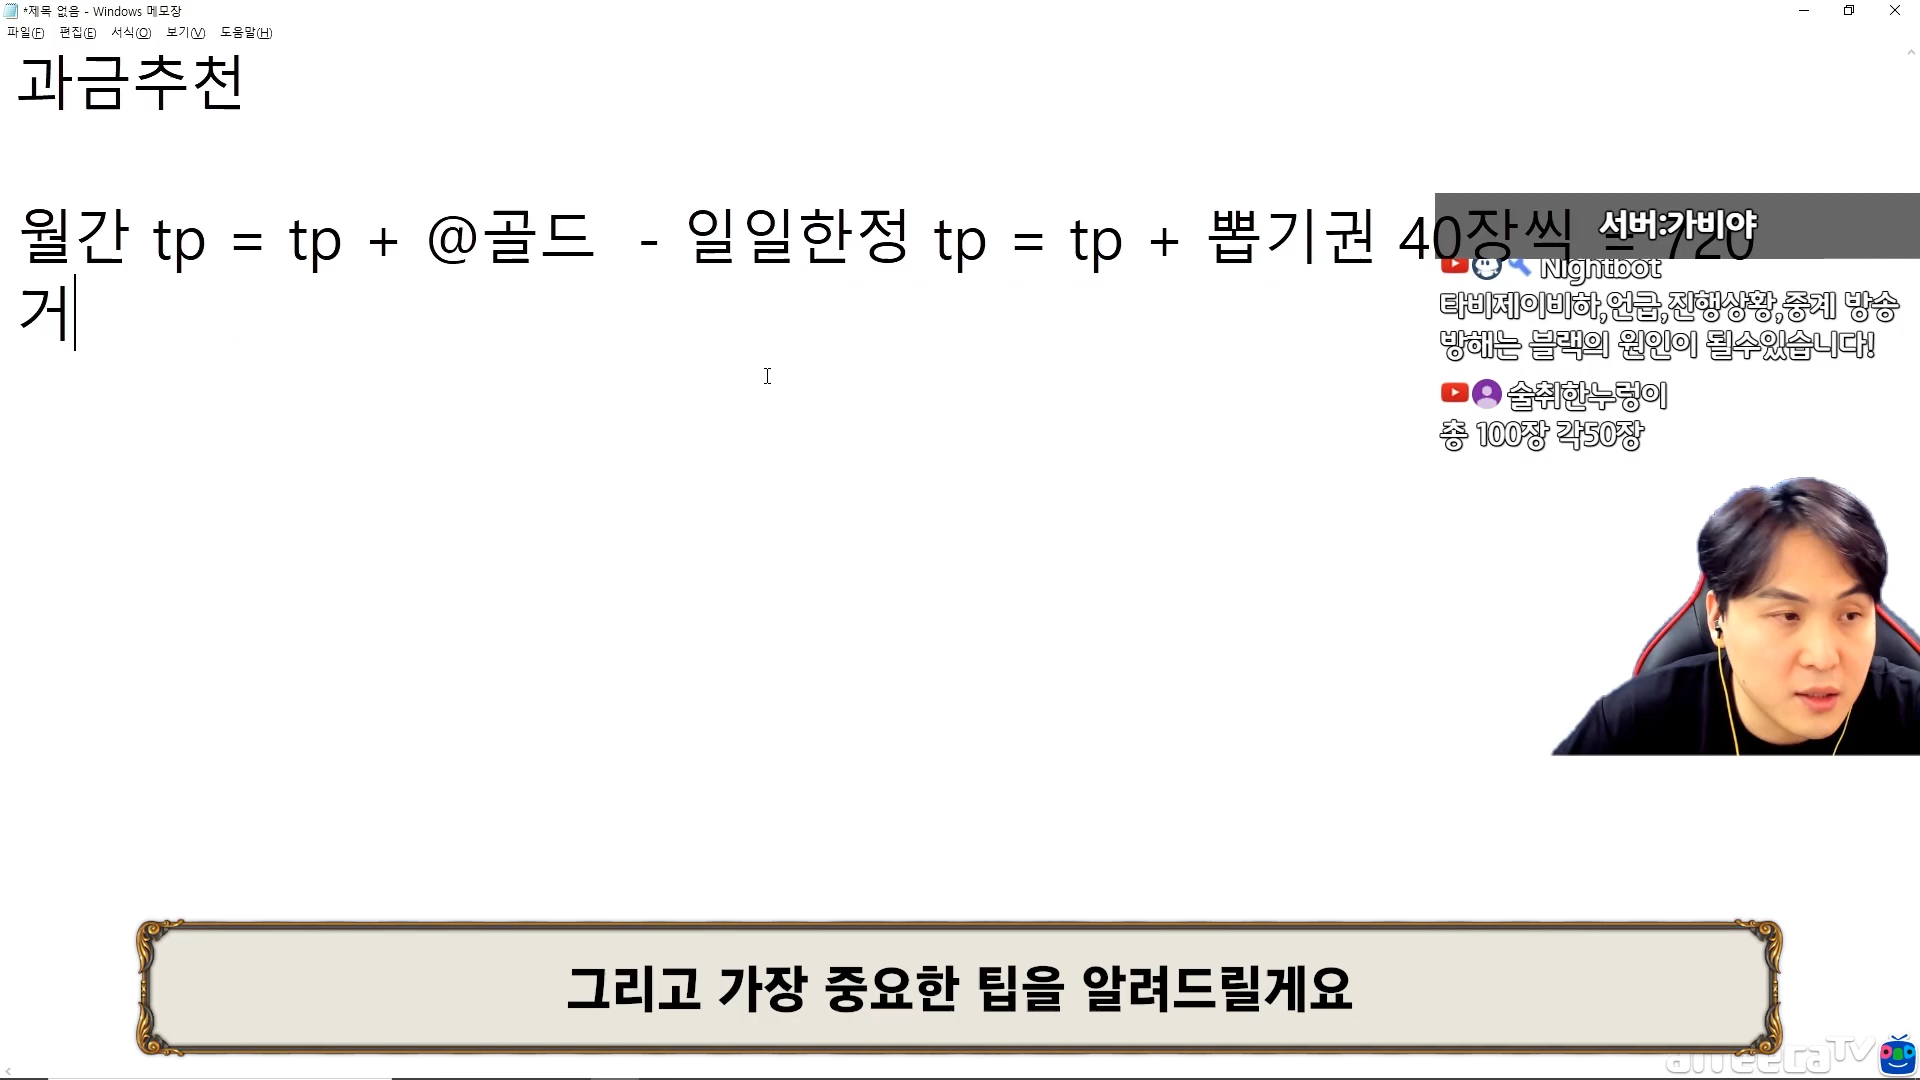 *제목 없음 - Windows 메모장
파일(F) 편집(E) 서식(O) 보기(V) 도움말(H)
과금추천
월간 tp = tp + @골드 - 일일한정 tp = tp + 뽑기권 40장씩 = 720
거
서버:가비야
Nightbot
타비제이비하,언급,진행상황,중계 방송
방해는 블랙의 원인이 될수있습니다!
술취한누렁이
총 100장 각50장
그리고 가장 중요한 팁을 알려드릴게요
afreecaTV